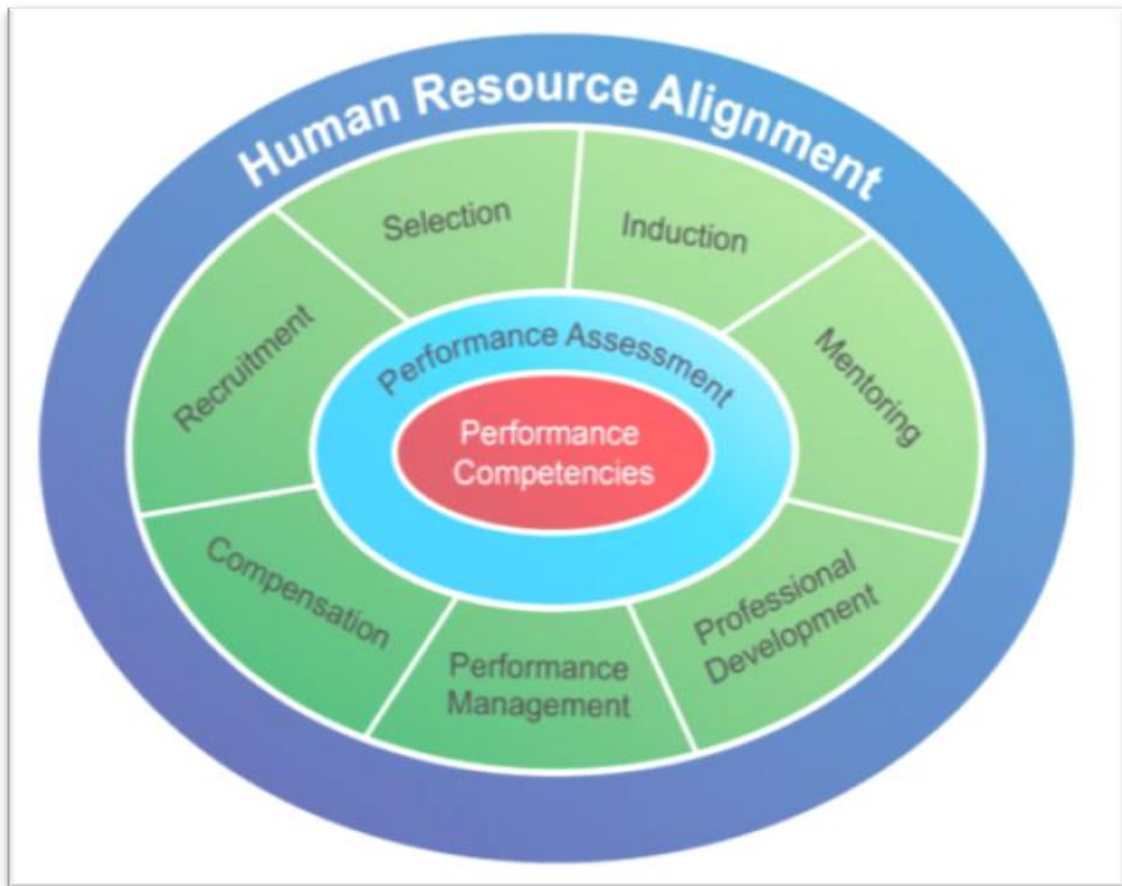 Human Resource Alignment
Selection
Induction
Recruitment
Mentoring
Performance Assessment
Performance
Competencies
Compensation
Professional
Development
Performance
Management